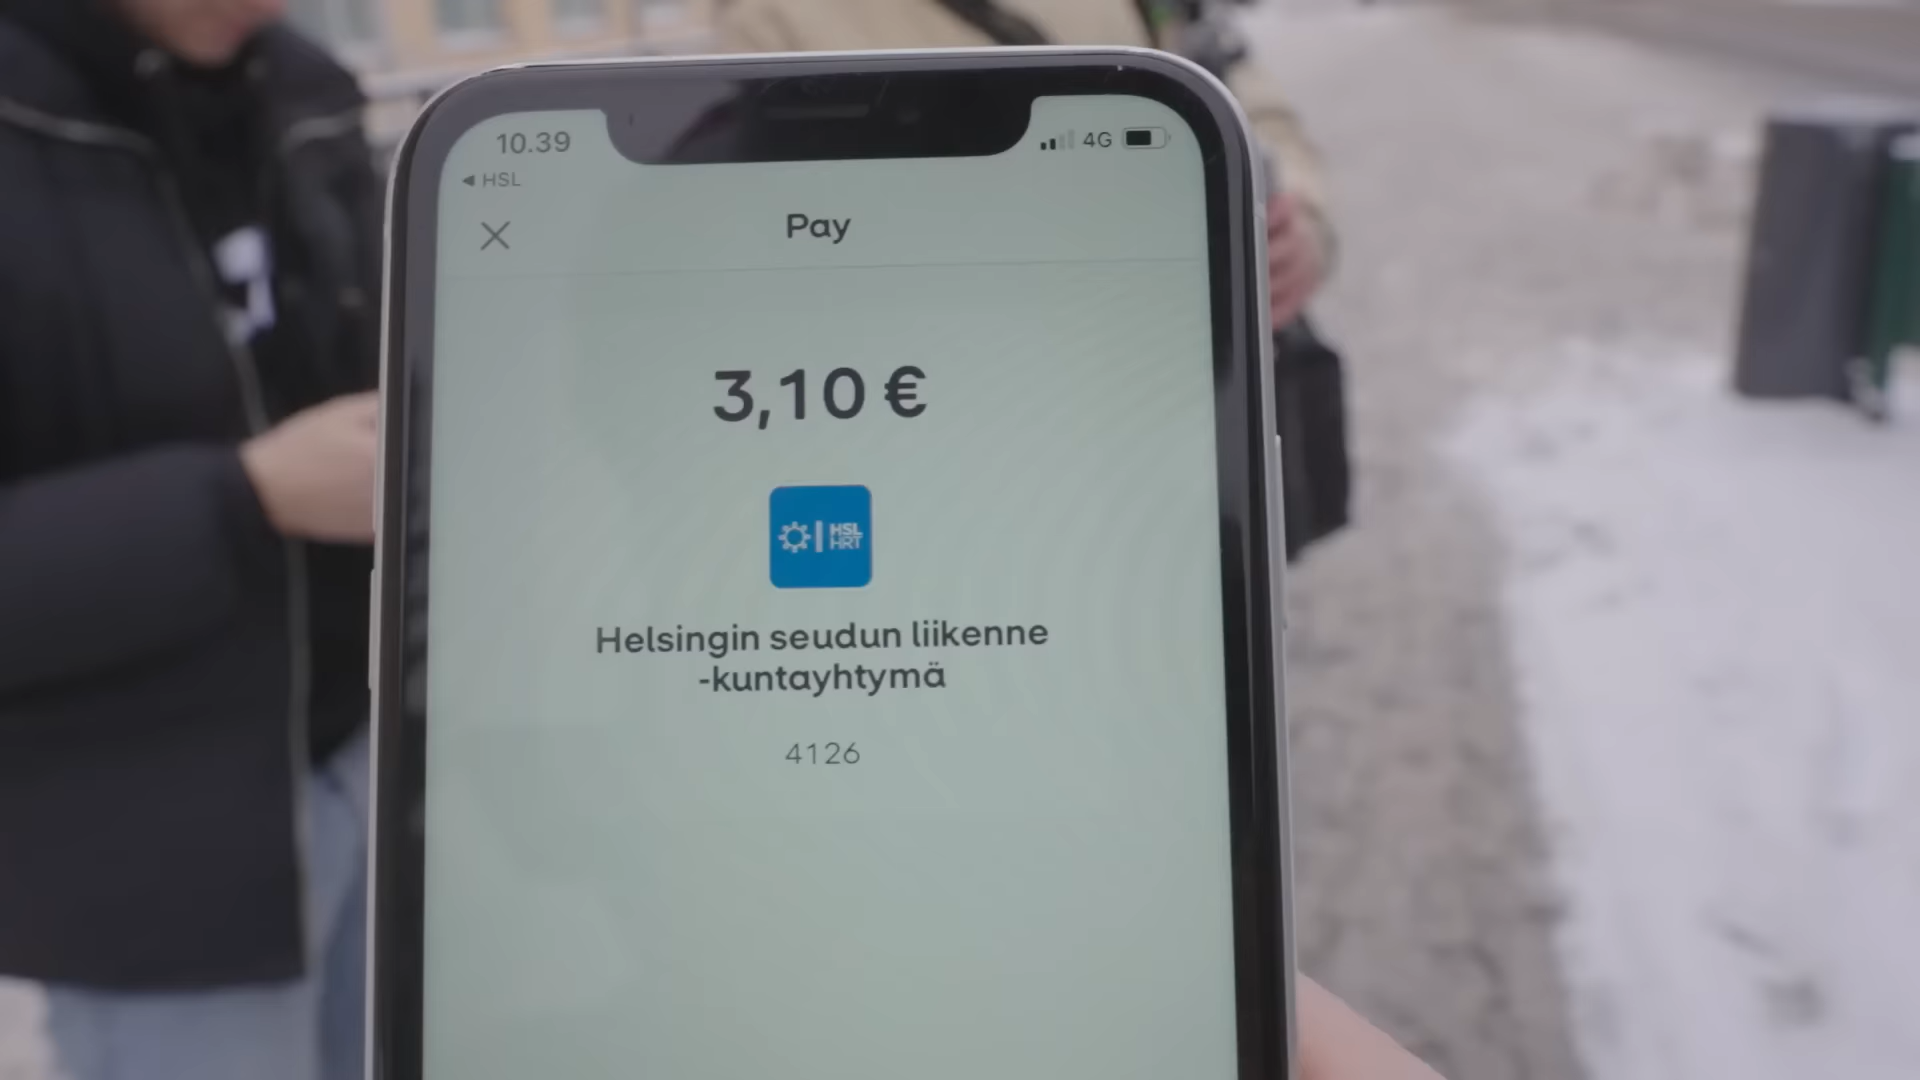 10.39
4G
◀ HSL
Pay
3,10 €
HSL
HRT
Helsingin seudun liikenne
-kuntayhtymä
4126